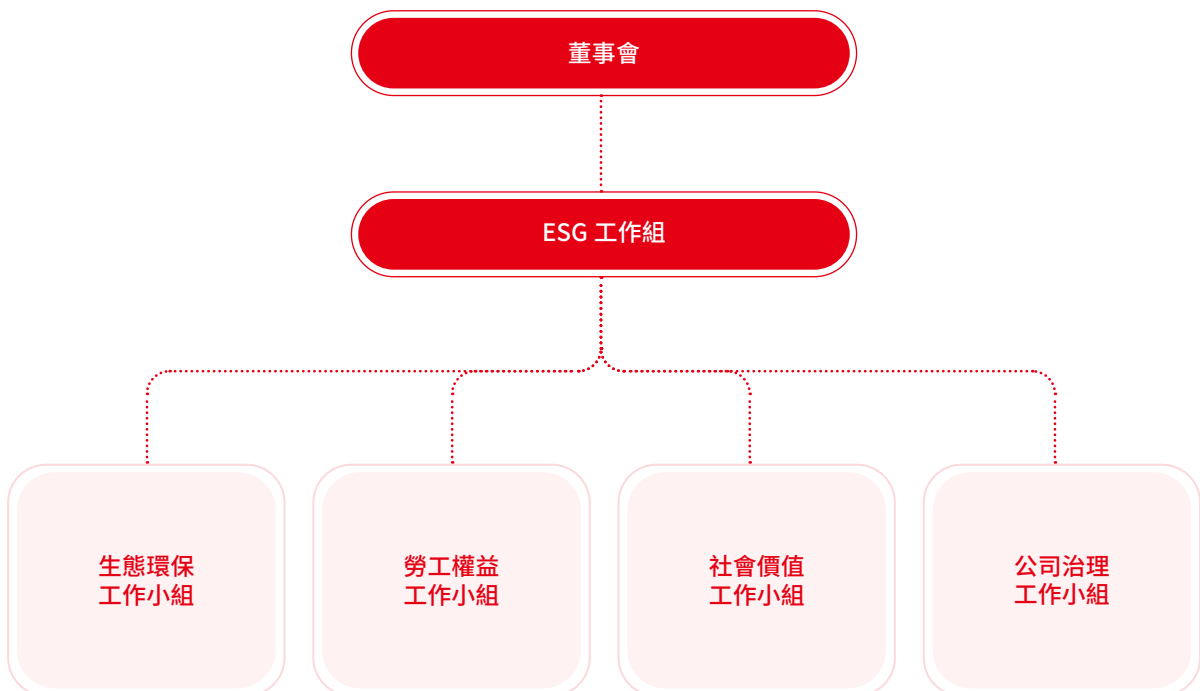 董事會
ESG 工作組
生態環保
工作小組
勞工權益
工作小組
社會價值
工作小組
公司治理
工作小組